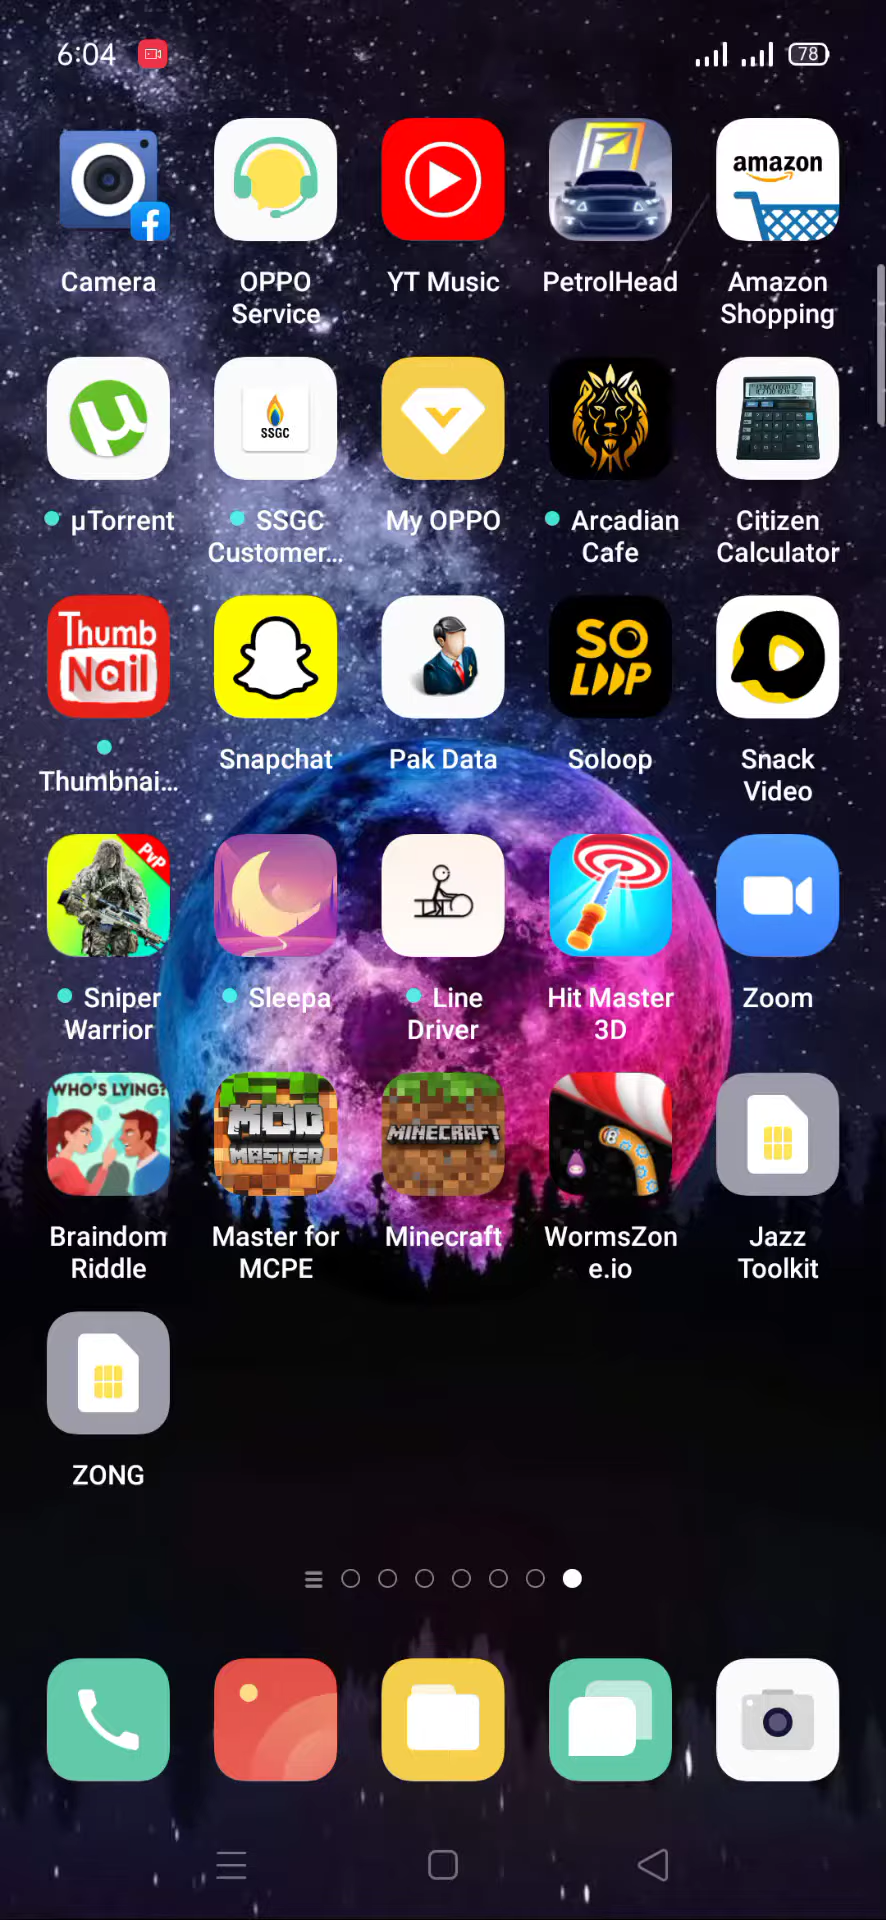 6:04
78
amazon
Camera
OPPO
Service
YT Music
PetrolHead
Amazon
Shopping
SSGC
µTorrent
SSGC
Customer...
My OPPO
Arcadian
Cafe
Citizen
Calculator
Thumb
Nail
SO
LOOP
Thumbnai...
Snapchat
Pak Data
Soloop
Snack
Video
PvP
Sniper
Warrior
Sleepa
Line
Driver
Hit Master
3D
Zoom
WHO'S LYING?
MOD
MASTER
MINECRAFT
Braindom
Riddle
Master for
MCPE
Minecraft
WormsZon
e.io
Jazz
Toolkit
ZONG